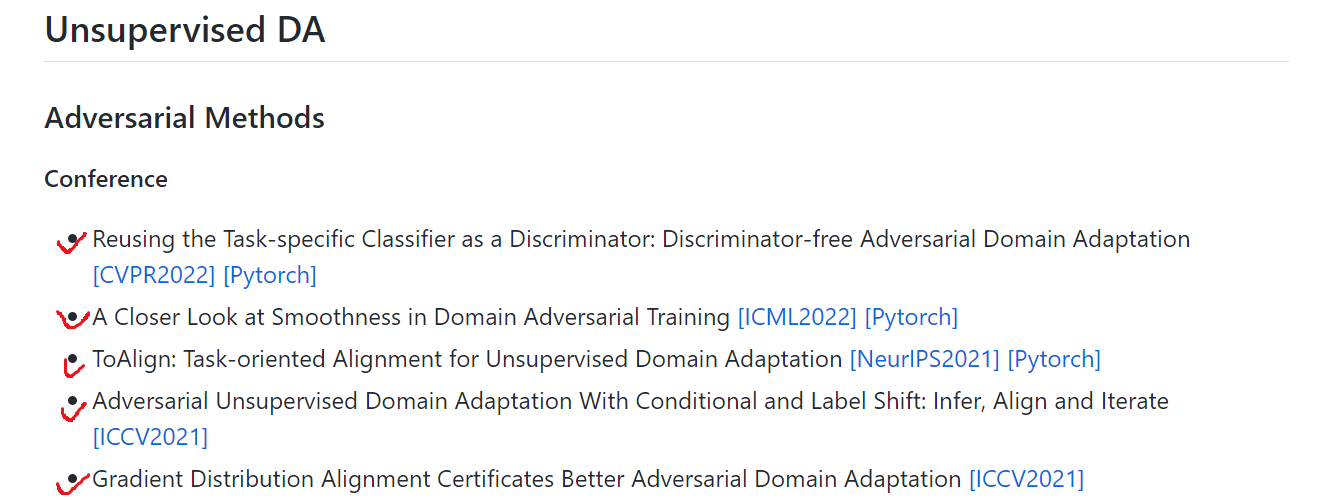 Unsupervised DA
Adversarial Methods
Conference
Reusing the Task-specific Classifier as a Discriminator: Discriminator-free Adversarial Domain Adaptation
[CVPR2022] [Pytorch]
A Closer Look at Smoothness in Domain Adversarial Training [ICML2022] [Pytorch]
ToAlign: Task-oriented Alignment for Unsupervised Domain Adaptation [NeurIPS2021] [Pytorch]
Adversarial Unsupervised Domain Adaptation With Conditional and Label Shift: Infer, Align and Iterate
[ICCV2021]
Gradient Distribution Alignment Certificates Better Adversarial Domain Adaptation [ICCV2021]